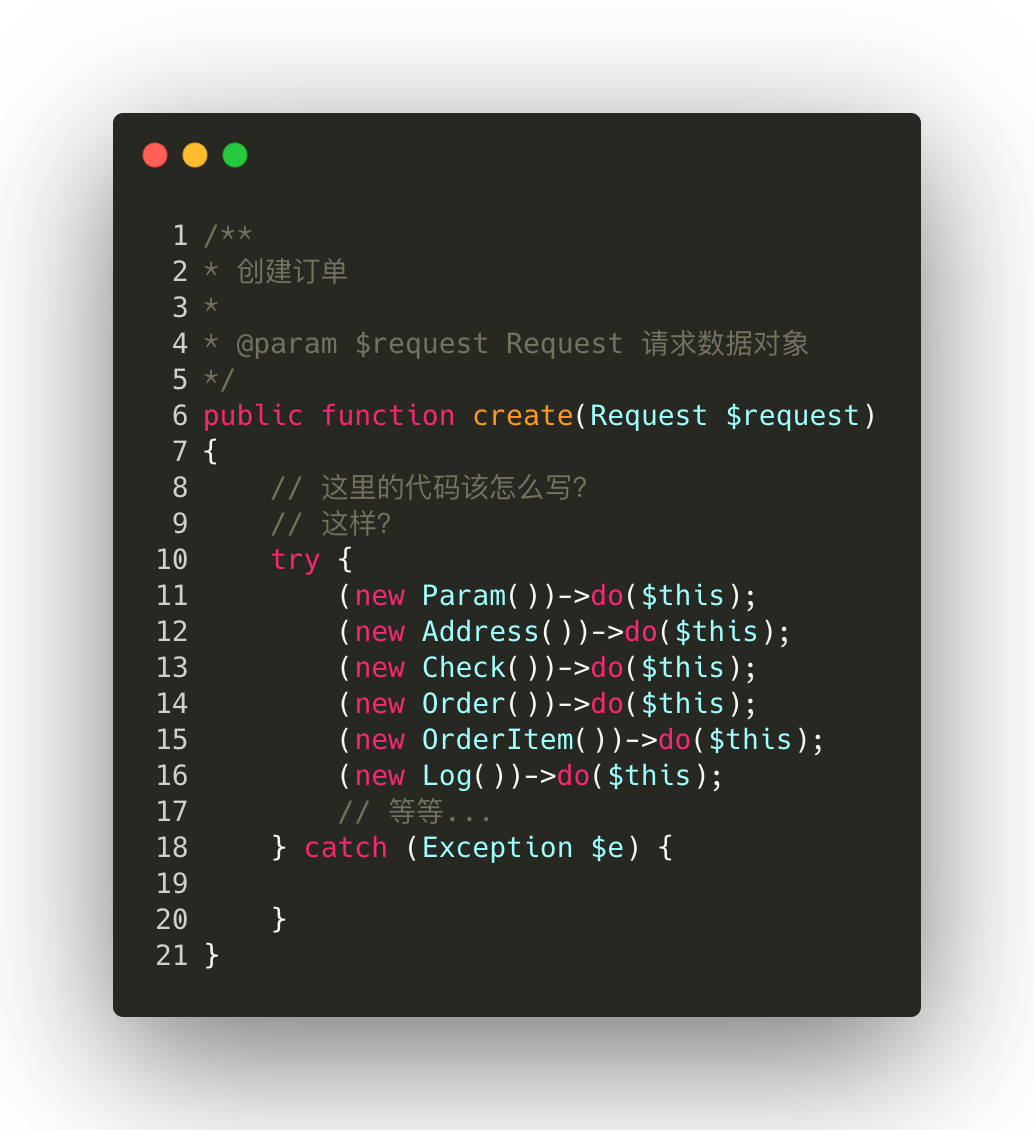 1 /**
2 * 创建订单
3 *
4 * @param $request Request 请求数据对象
5 */
6 public function create(Request $request)
7 {
8     // 这里的代码该怎么写?
9     // 这样?
10     try {
11         (new Param())->do($this);
12         (new Address())->do($this);
13         (new Check())->do($this);
14         (new Order())->do($this);
15         (new OrderItem())->do($this);
16         (new Log())->do($this);
17         // 等等...
18     } catch (Exception $e) {
19
20     }
21 }